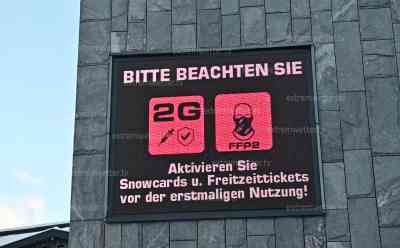 BITTE BEACHTEN SIE
2G
FFP2
Aktivieren Sie
Snowcards u. Freizeittickets
vor der erstmaligen Nutzung!